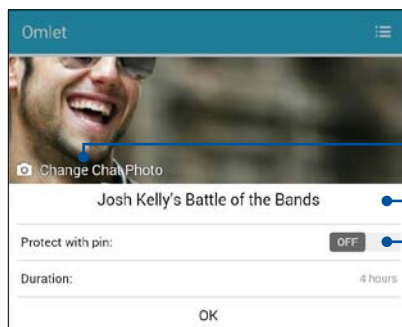 Omlet
Change Chat Photo
Josh Kelly's Battle of the Bands
Protect with pin:
OFF
Duration:
4 hours
OK